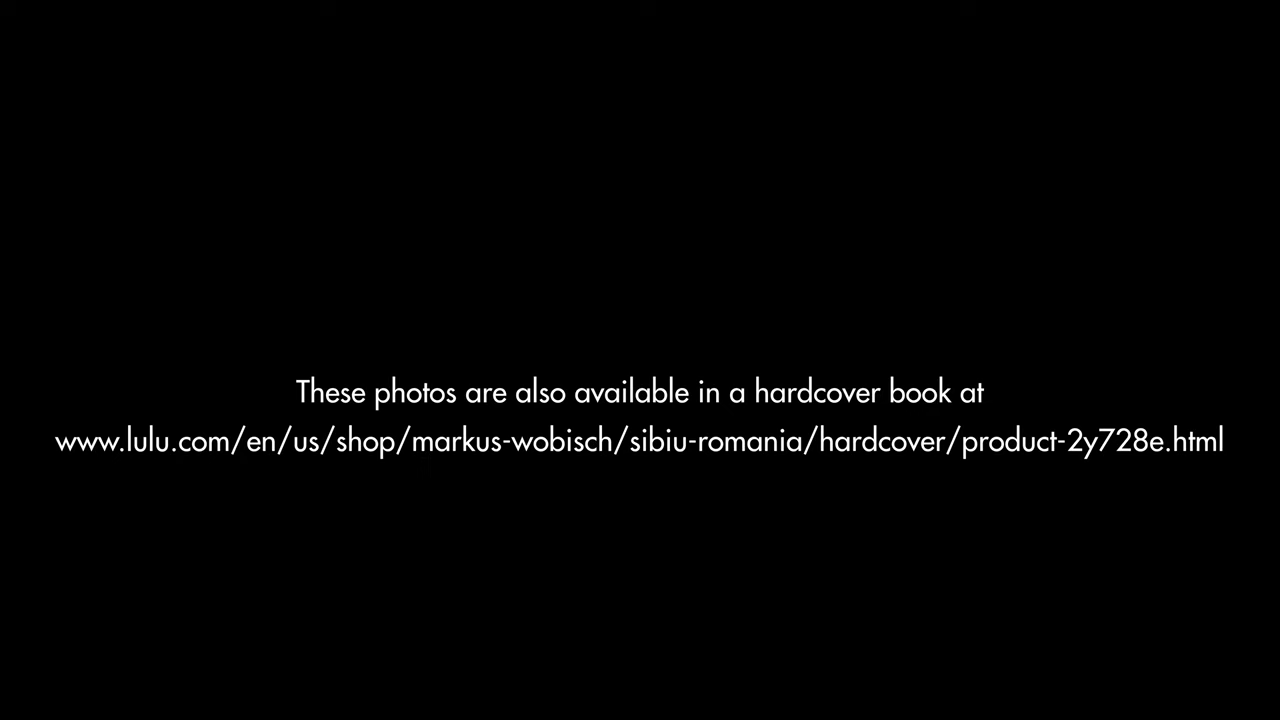 These photos are also available in a hardcover book at
www.lulu.com/en/us/shop/markus-wobisch/sibiu-romania/hardcover/product-2y728e.html